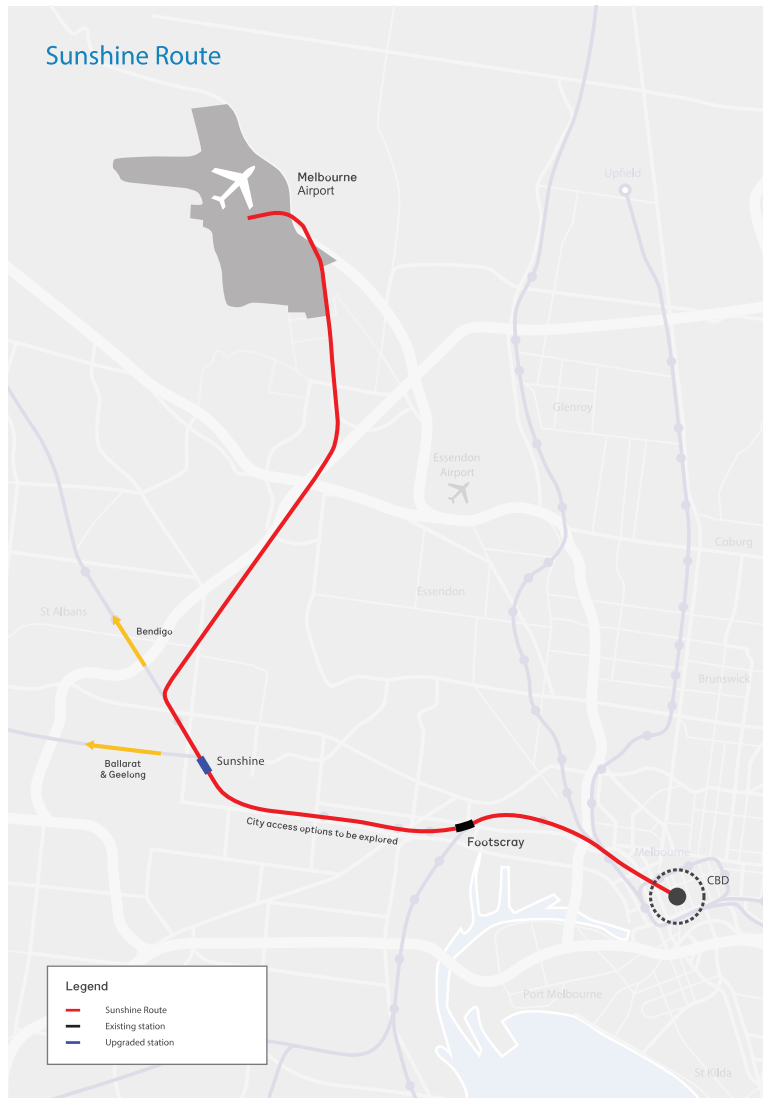 Sunshine Route
Melbourne
Airport
Upfield
Glenroy
Essendon
Airport
Coburg
Essendon
St Albans
Bendigo
Brunswick
Ballarat
& Geelong
Sunshine
City access options to be explored
Footscray
Melbourne
CBD
Port Melbourne
St Kilda
Legend
Sunshine Route
Existing station
Upgraded station